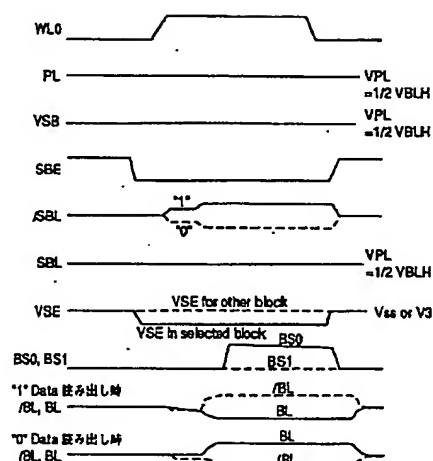 WL0
PL
VPL
=1/2 VBLH
VSB
VPL
=1/2 VBLH
SBE
/SBL
"1"
"0"
SBL
VPL
=1/2 VBLH
VSE
VSE for other block
Vss or V3
VSE in selected block
BS0, BS1
BS0
BS1
"1" Data 読み出し時
/BL, BL
/BL
BL
"0" Data 読み出し時
/BL, BL
BL
/BL